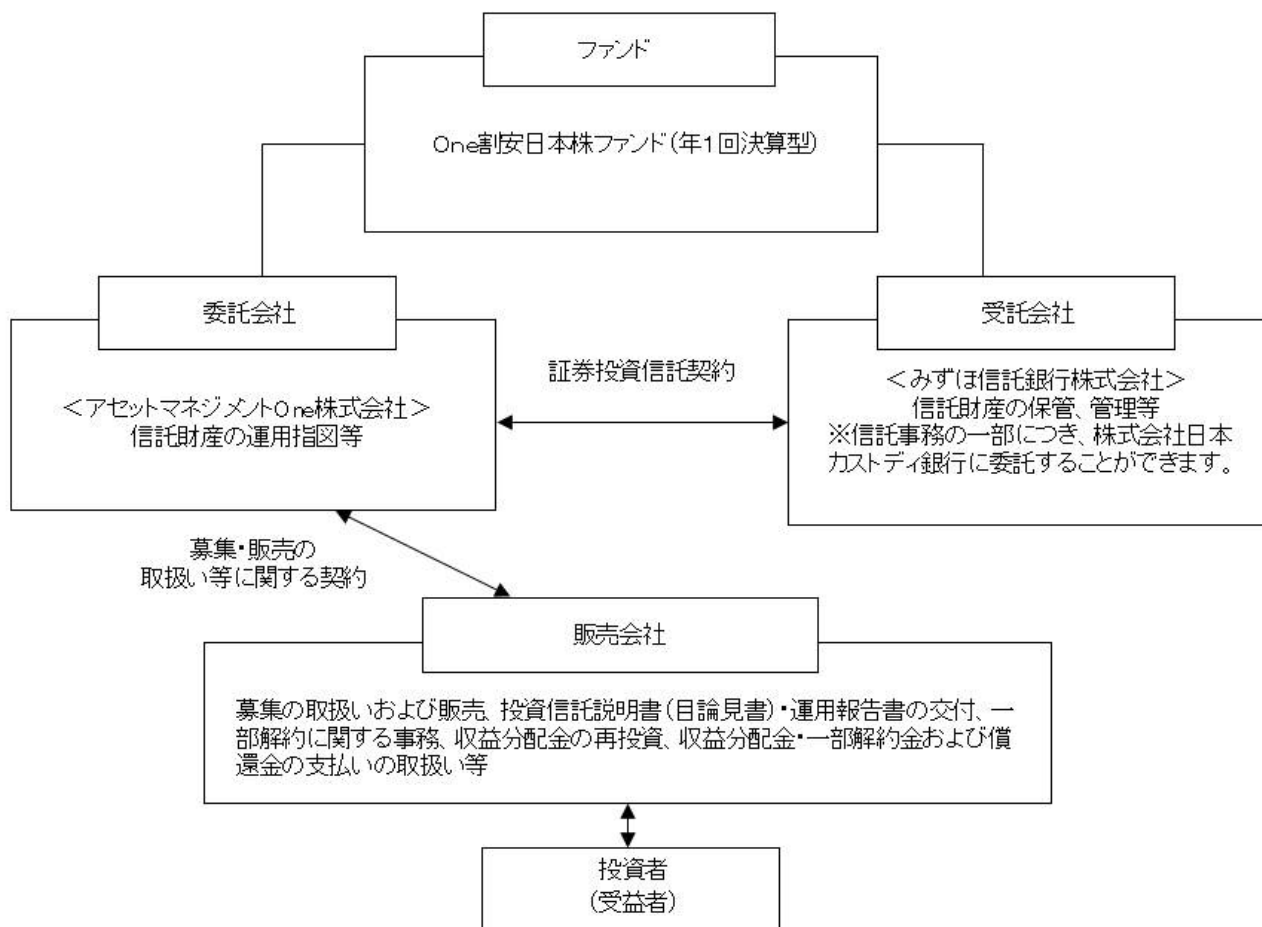 ファンド
One割安日本株ファンド(年1回決算型)
委託会社
<アセットマネジメントOne株式会社>
信託財産の運用指図等
証券投資信託契約
受託会社
<みずほ信託銀行株式会社>
信託財産の保管、管理等
※信託事務の一部につき、株式会社日本
カストディ銀行に委託することができます。
募集・販売の
取扱い等に関する契約
販売会社
募集の取扱いおよび販売、投資信託説明書(目論見書)・運用報告書の交付、一
部解約に関する事務、収益分配金の再投資、収益分配金・一部解約金および償
還金の支払いの取扱い等
投資者
(受益者)